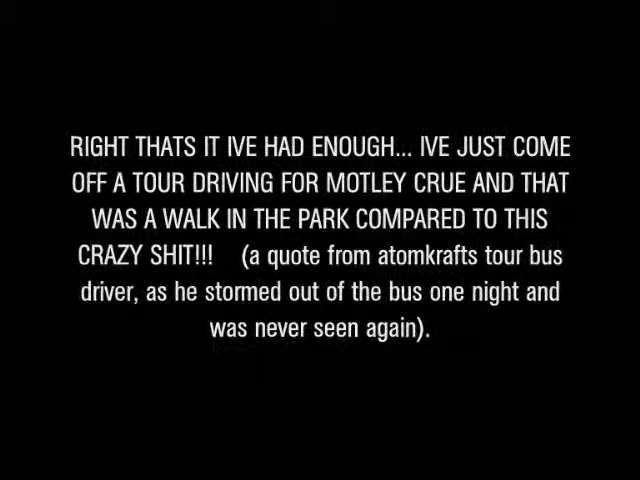 RIGHT THATS IT IVE HAD ENOUGH... IVE JUST COME
OFF A TOUR DRIVING FOR MOTLEY CRUE AND THAT
WAS A WALK IN THE PARK COMPARED TO THIS
CRAZY SHIT!!! (a quote from atomkrafts tour bus
driver, as he stormed out of the bus one night and
was never seen again).